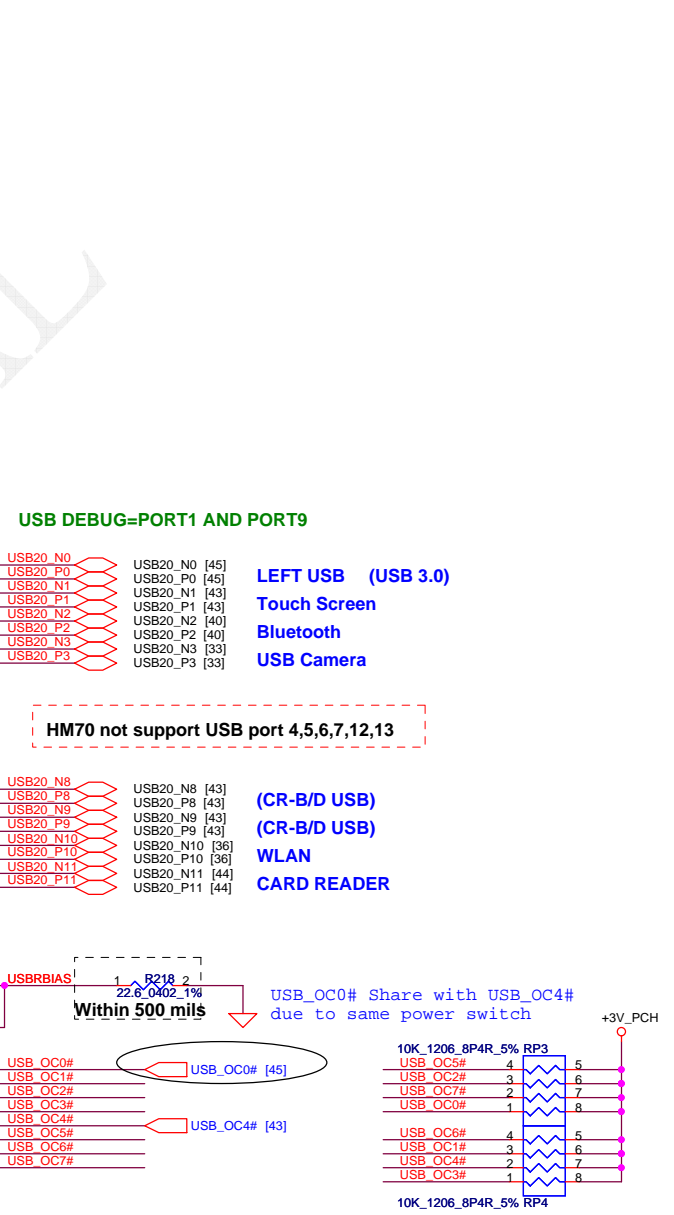 USB DEBUG=PORT1 AND PORT9
USB20_N0 USB20_N0 [45]
USB20_P0 USB20_P0 [45] LEFT USB (USB 3.0)
USB20_N1 USB20_N1 [43]
USB20_P1 USB20_P1 [43] Touch Screen
USB20_N2 USB20_N2 [40]
USB20_P2 USB20_P2 [40] Bluetooth
USB20_N3 USB20_N3 [33]
USB20_P3 USB20_P3 [33] USB Camera
HM70 not support USB port 4,5,6,7,12,13
USB20_N8 USB20_N8 [43]
USB20_P8 USB20_P8 [43] (CR-B/D USB)
USB20_N9 USB20_N9 [43]
USB20_P9 USB20_P9 [43] (CR-B/D USB)
USB20_N10 USB20_N10 [36]
USB20_P10 USB20_P10 [36] WLAN
USB20_N11 USB20_N11 [44]
USB20_P11 USB20_P11 [44] CARD READER
USBRBIAS 1 R218 2
22.6_0402_1%
Within 500 mils
USB_OC0# Share with USB_OC4#
due to same power switch
+3V_PCH
USB_OC0# USB_OC0# [45]
USB_OC1#
USB_OC2#
USB_OC3#
USB_OC4# USB_OC4# [43]
USB_OC5#
USB_OC6#
USB_OC7#
10K_1206_8P4R_5% RP3
USB_OC5# 4 5
USB_OC2# 3 6
USB_OC7# 2 7
USB_OC0# 1 8
USB_OC6# 4 5
USB_OC1# 3 6
USB_OC4# 2 7
USB_OC3# 1 8
10K_1206_8P4R_5% RP4